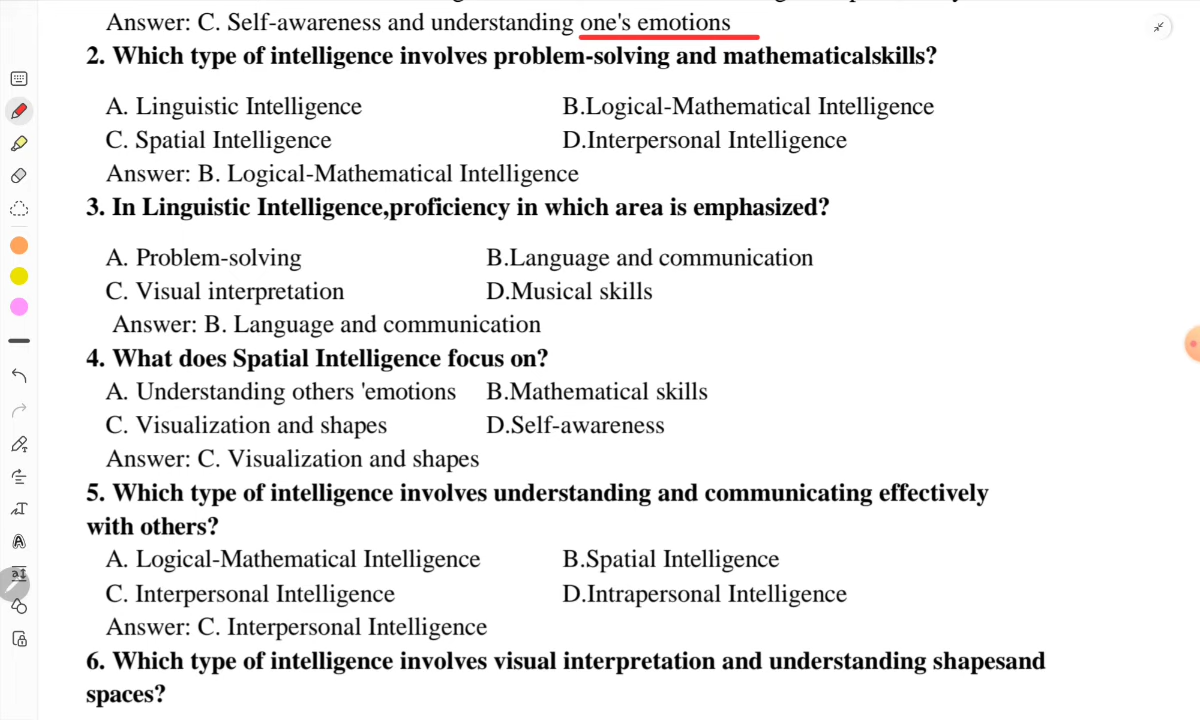 Answer: C. Self-awareness and understanding one's emotions
2. Which type of intelligence involves problem-solving and mathematicalskills?
A. Linguistic Intelligence B.Logical-Mathematical Intelligence
C. Spatial Intelligence D.Interpersonal Intelligence
Answer: B. Logical-Mathematical Intelligence
3. In Linguistic Intelligence,proficiency in which area is emphasized?
A. Problem-solving B.Language and communication
C. Visual interpretation D.Musical skills
Answer: B. Language and communication
4. What does Spatial Intelligence focus on?
A. Understanding others 'emotions B.Mathematical skills
C. Visualization and shapes D.Self-awareness
Answer: C. Visualization and shapes
5. Which type of intelligence involves understanding and communicating effectively
with others?
A. Logical-Mathematical Intelligence B.Spatial Intelligence
C. Interpersonal Intelligence D.Intrapersonal Intelligence
Answer: C. Interpersonal Intelligence
6. Which type of intelligence involves visual interpretation and understanding shapesand
spaces?